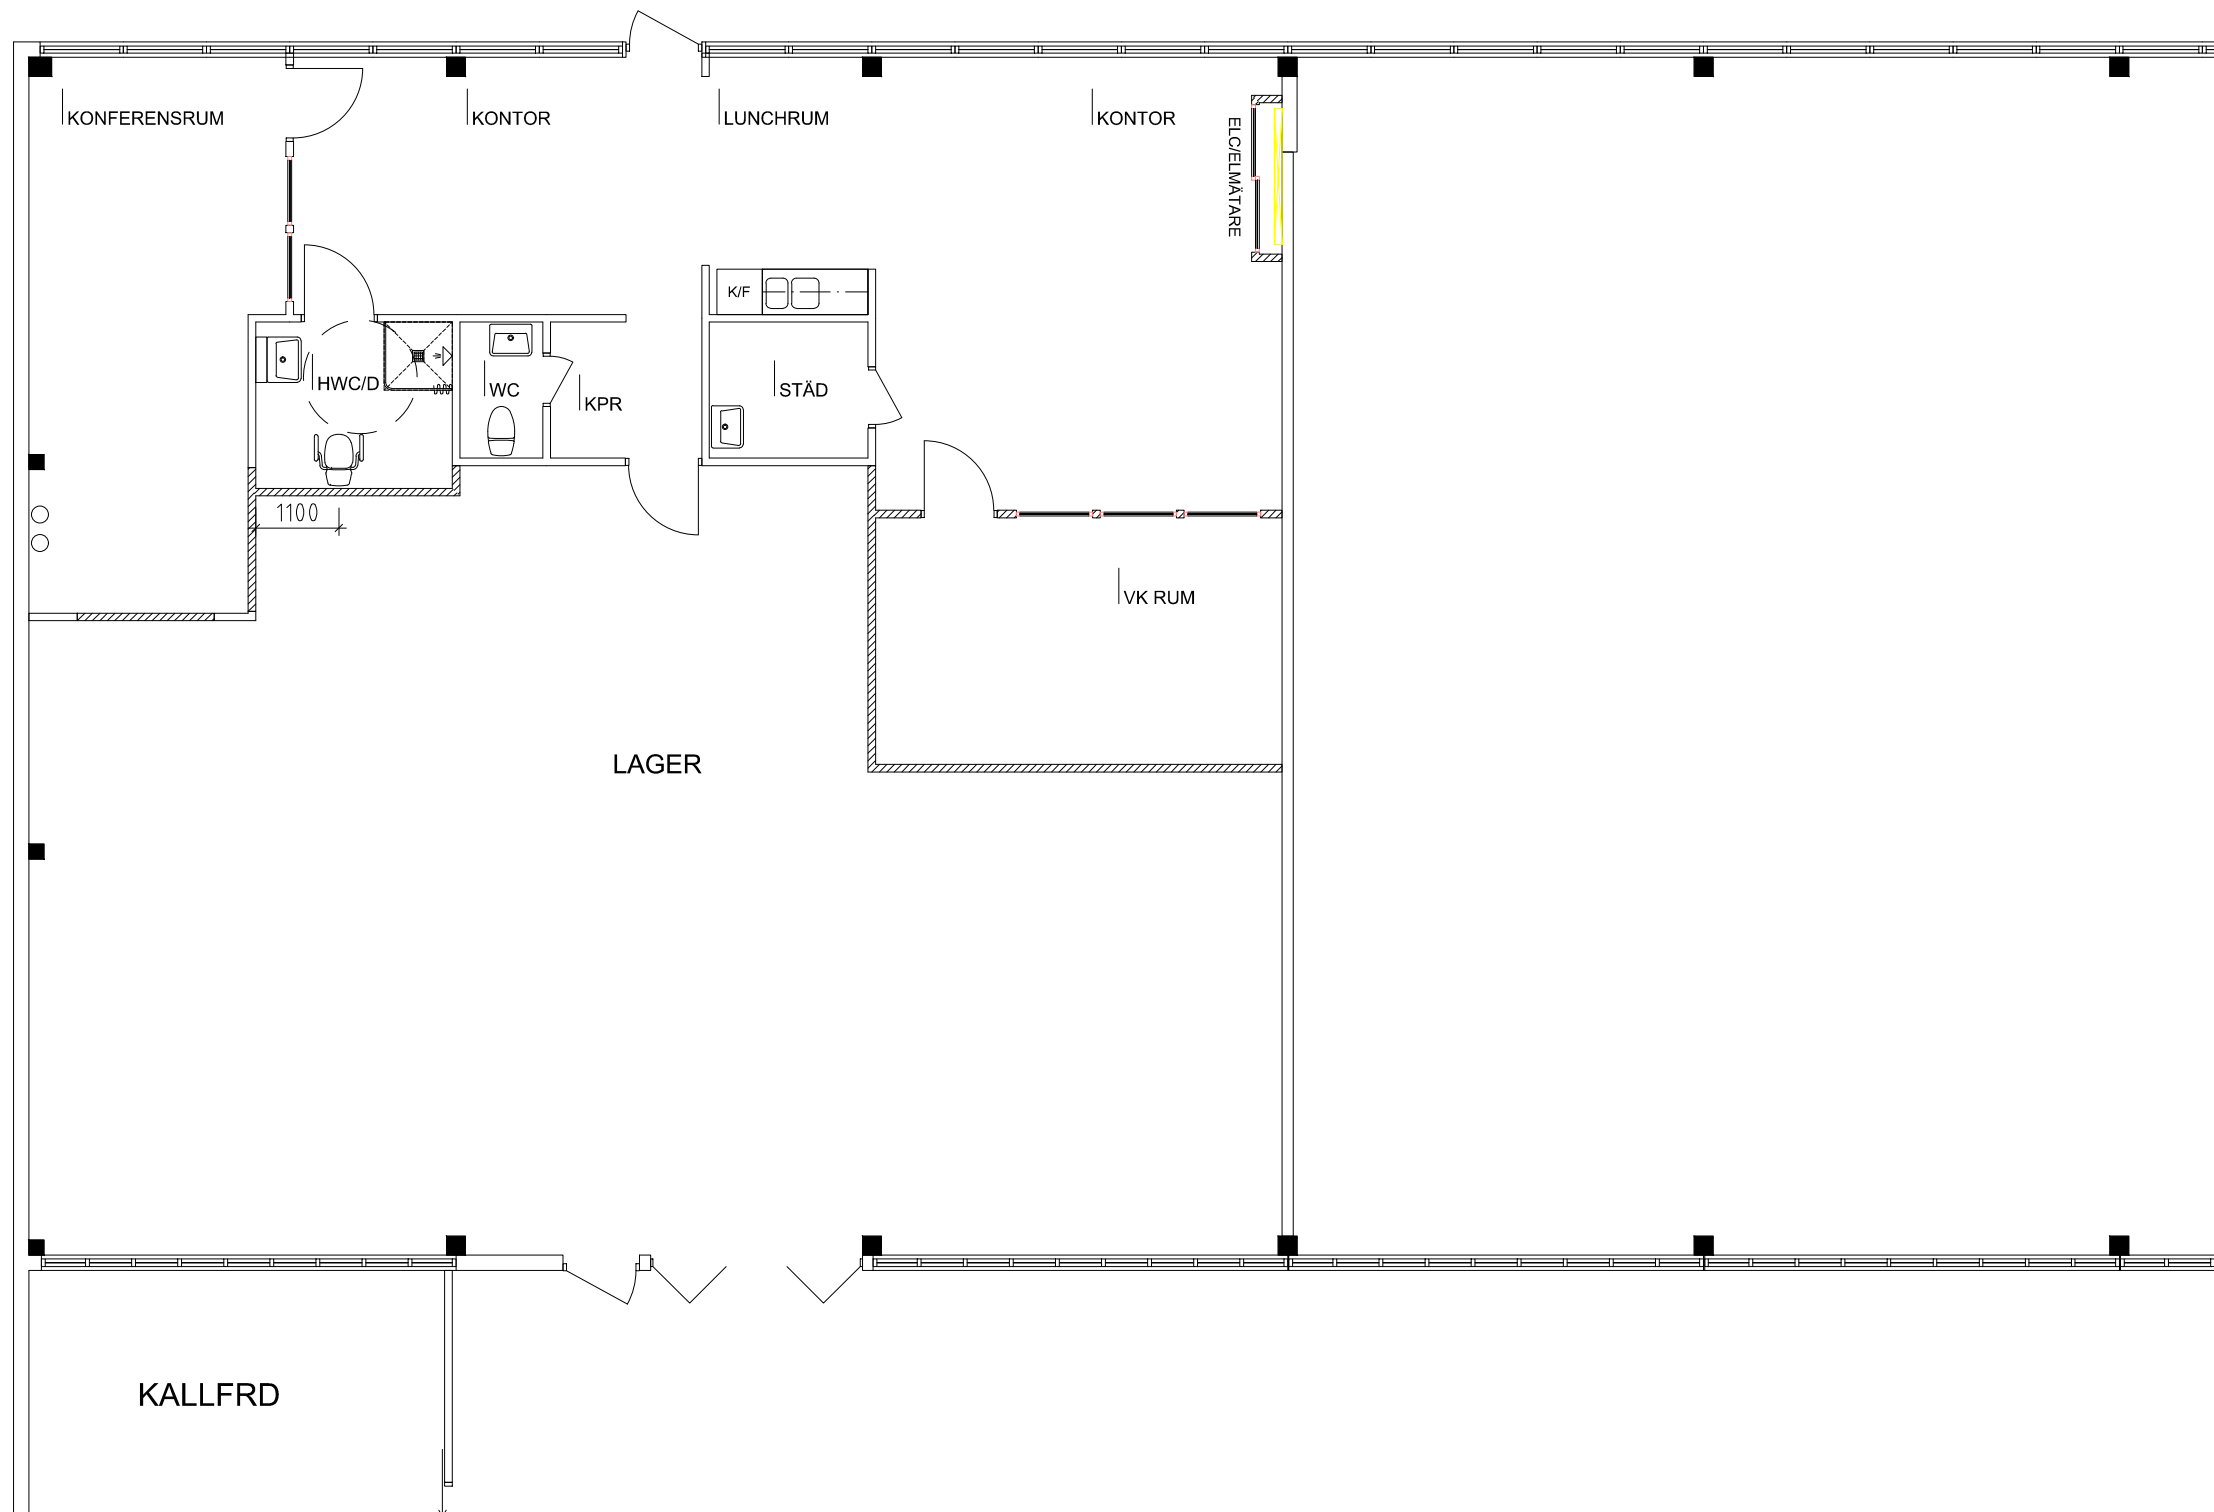 KONFERENSRUM
KONTOR
LUNCHRUM
KONTOR
ELC/ELMÄTARE
K/F
HWC/D
WC
KPR
STÄD
1100
VK RUM
LAGER
KALLFRD